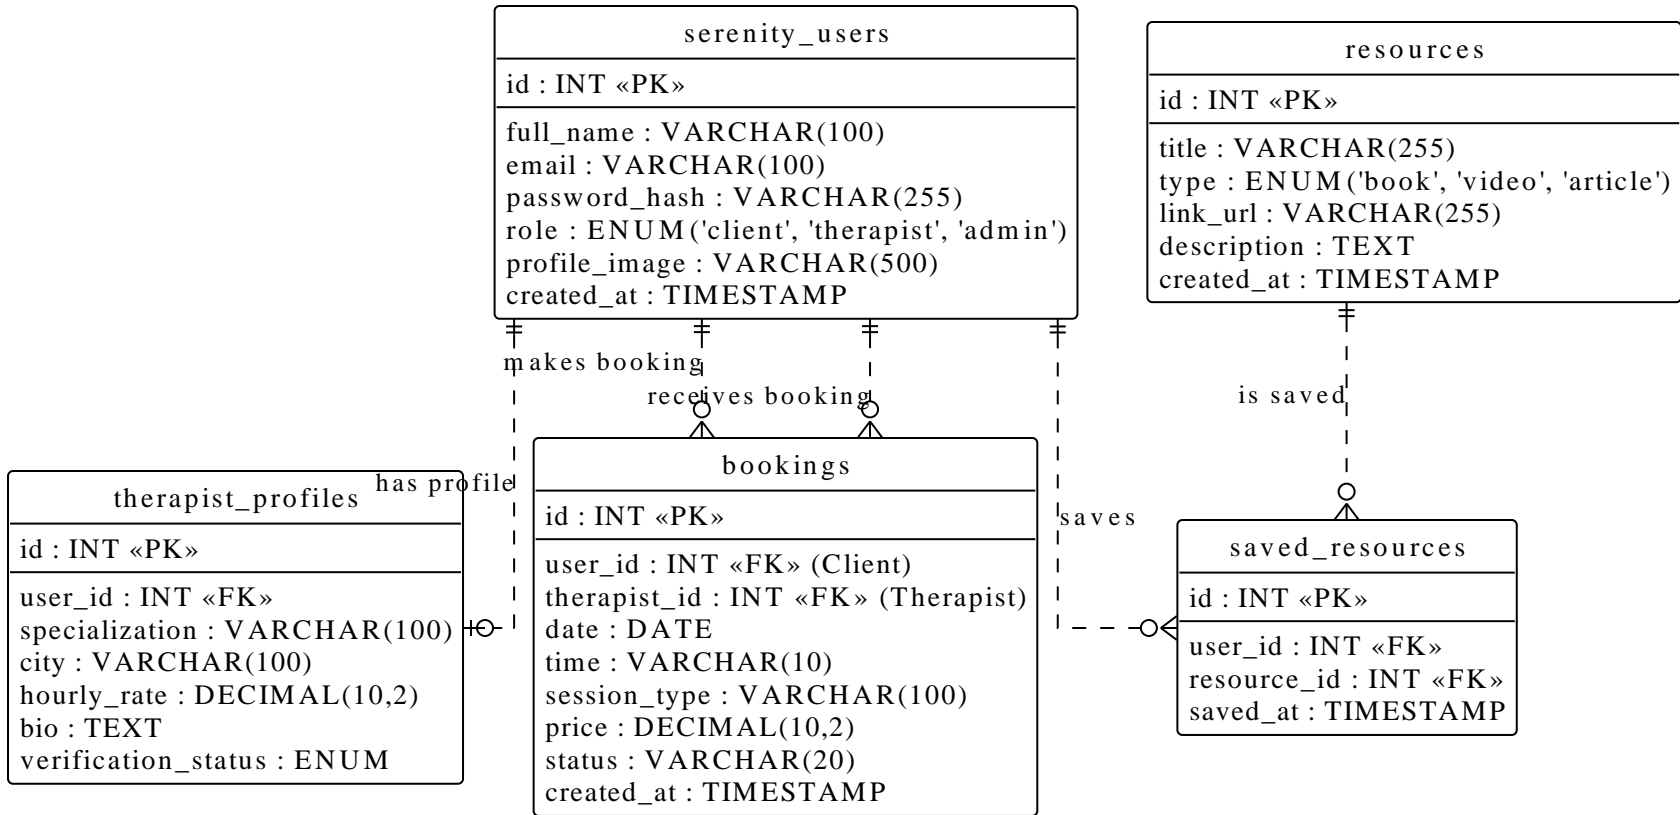 serenity_users
id : INT «PK»
full_name : VARCHAR(100)
email : VARCHAR(100)
password_hash : VARCHAR(255)
role : ENUM('client', 'therapist', 'admin')
profile_image : VARCHAR(500)
created_at : TIMESTAMP
resources
id : INT «PK»
title : VARCHAR(255)
type : ENUM('book', 'video', 'article')
link_url : VARCHAR(255)
description : TEXT
created_at : TIMESTAMP
makes booking
receives booking
is saved
has profile
saves
therapist_profiles
id : INT «PK»
user_id : INT «FK»
specialization : VARCHAR(100)
city : VARCHAR(100)
hourly_rate : DECIMAL(10,2)
bio : TEXT
verification_status : ENUM
bookings
id : INT «PK»
user_id : INT «FK» (Client)
therapist_id : INT «FK» (Therapist)
date : DATE
time : VARCHAR(10)
session_type : VARCHAR(100)
price : DECIMAL(10,2)
status : VARCHAR(20)
created_at : TIMESTAMP
saved_resources
id : INT «PK»
user_id : INT «FK»
resource_id : INT «FK»
saved_at : TIMESTAMP